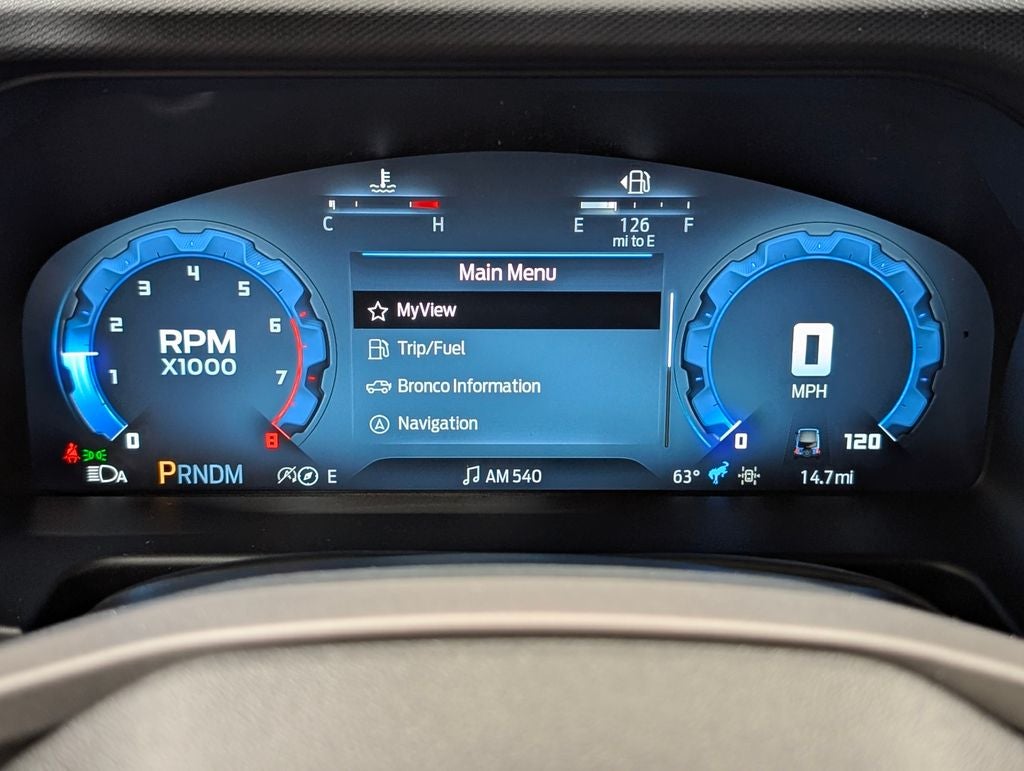 C H
E 126 F
mi to E
Main Menu
MyView
Trip/Fuel
Bronco Information
Navigation
0 1 2 3 4 5 6 7 8
RPM
X1000
0
MPH
0 120
A
PRNDM
E
AM 540
63°
14.7mi